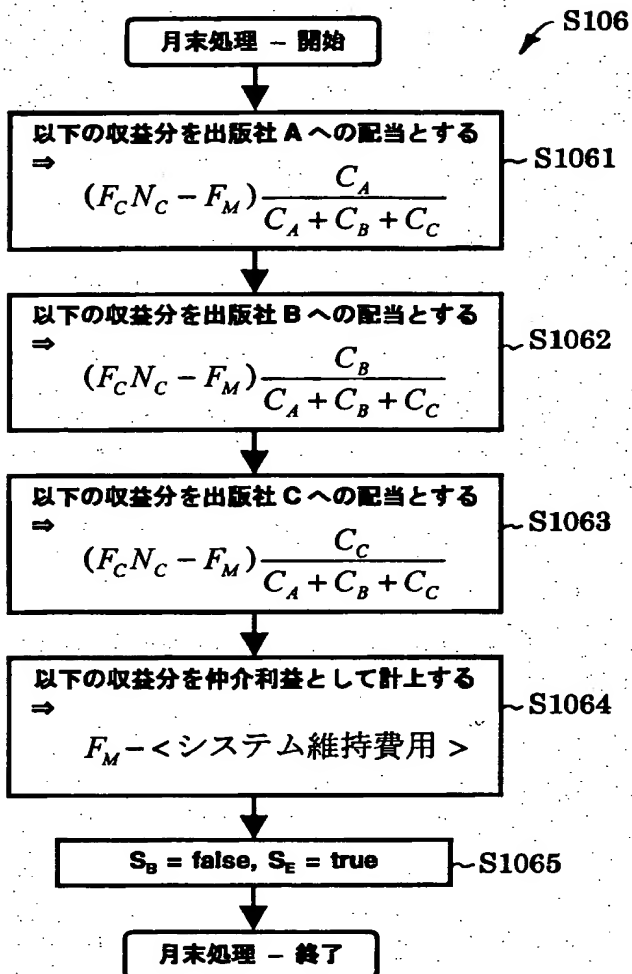 S106
月末処理 – 開始
以下の収益分を出版社 A への配当とする
⇒
(F_C N_C − F_M) C_A / (C_A + C_B + C_C)
S1061
以下の収益分を出版社 B への配当とする
⇒
(F_C N_C − F_M) C_B / (C_A + C_B + C_C)
S1062
以下の収益分を出版社 C への配当とする
⇒
(F_C N_C − F_M) C_C / (C_A + C_B + C_C)
S1063
以下の収益分を仲介利益として計上する
⇒
F_M − < システム維持費用 >
S1064
S_B = false, S_E = true
S1065
月末処理 – 終了